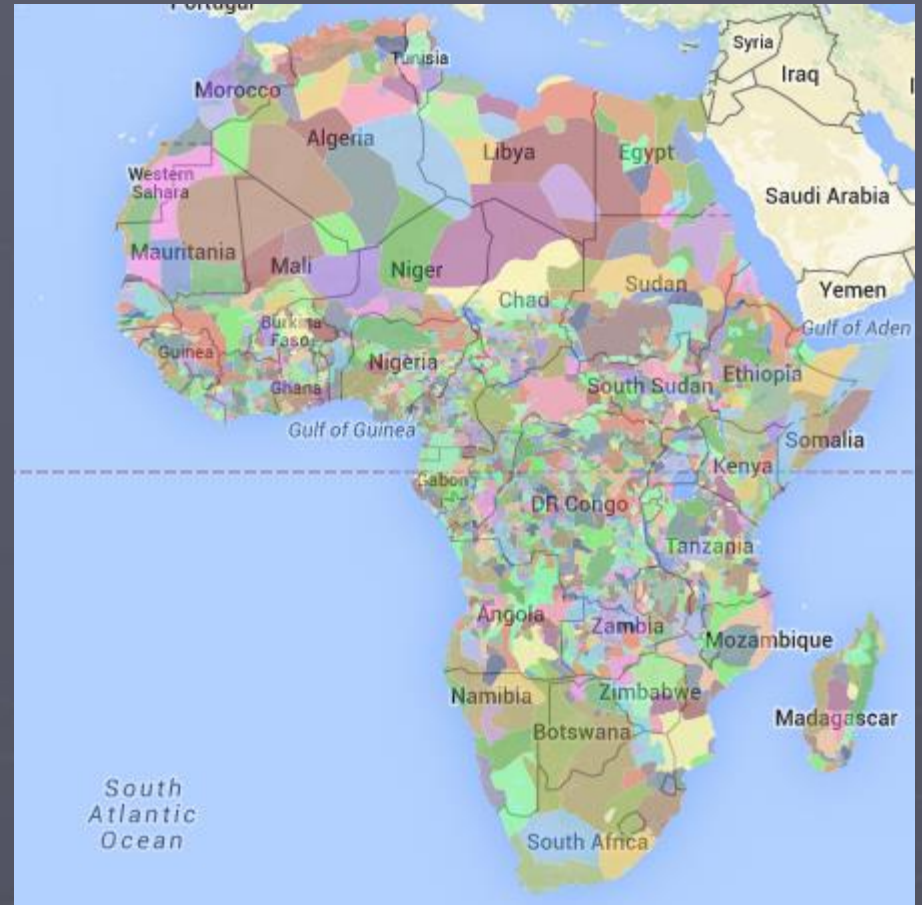 Portugal
Syria
Tunisia
Iraq
Morocco
Algeria
Libya
Egypt
Western
Sahara
Saudi Arabia
Mauritania
Mali
Niger
Chad
Sudan
Yemen
Gulf of Aden
Burkina
Faso
Guinea
Nigeria
Ghana
South Sudan
Ethiopia
Gulf of Guinea
Somalia
Kenya
Gabon
DR Congo
Tanzania
Angola
Zambia
Mozambique
Namibia
Zimbabwe
Madagascar
Botswana
South
Atlantic
Ocean
South Africa